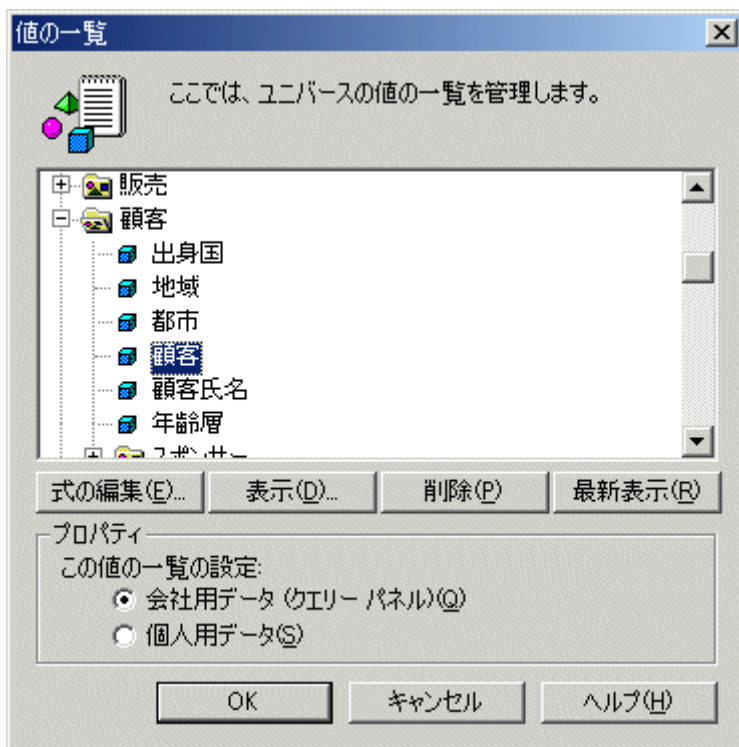 値の一覧
ここでは、ユニバースの値の一覧を管理します。
販売
顧客
出身国
地域
都市
顧客
顧客氏名
年齢層
スポンサー
式の編集(E)... 表示(D)... 削除(P) 最新表示(R)
プロパティ
この値の一覧の設定:
会社用データ (クエリー パネル)(Q)
個人用データ(S)
OK キャンセル ヘルプ(H)